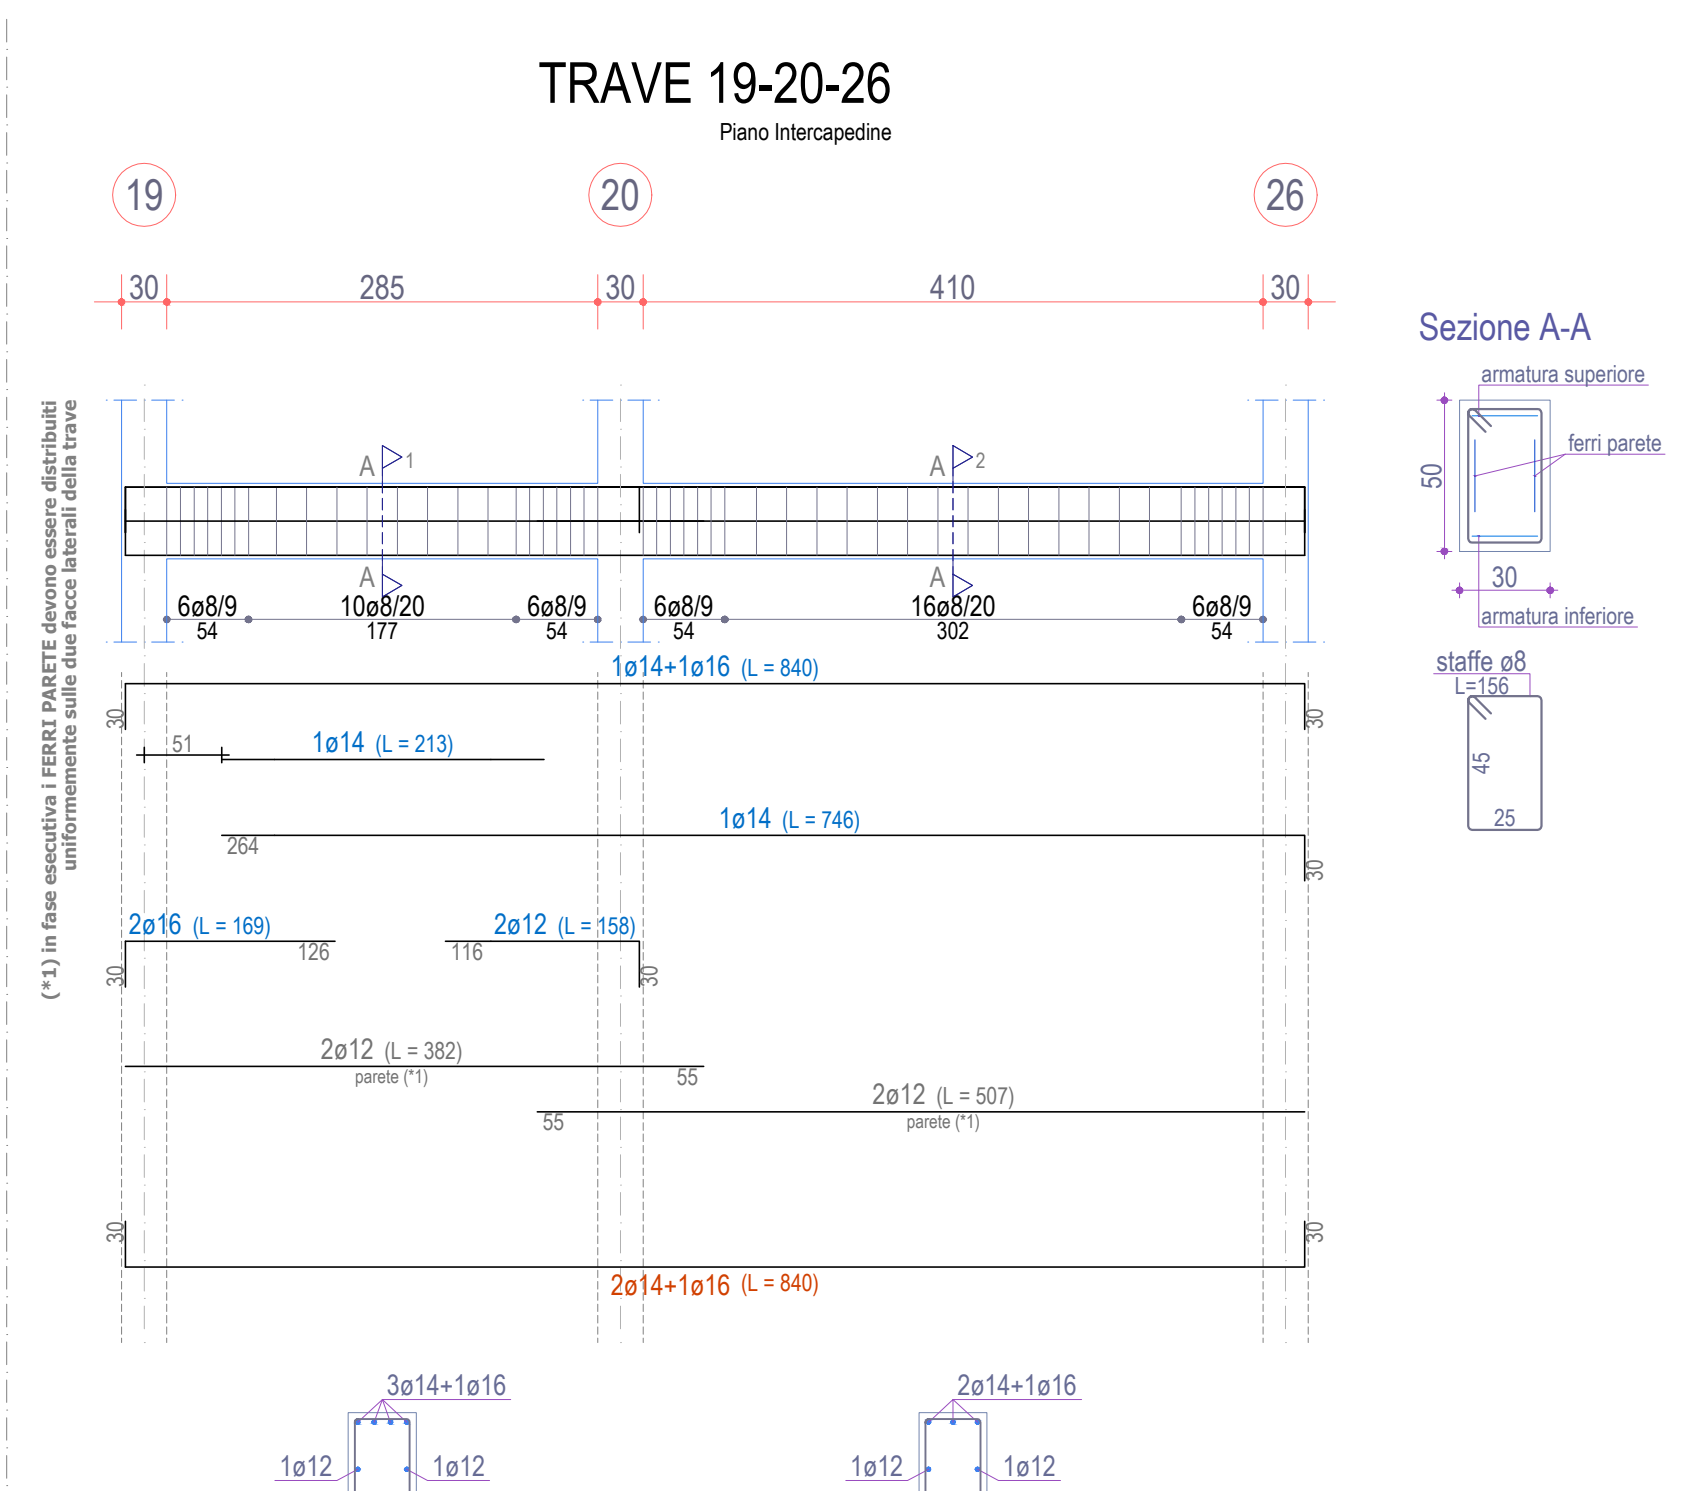 TRAVE 19-20-26
Piano Intercapedine
19 20 26
30 285 30 410 30
(*1) in fase esecutiva i FERRI PARETE devono essere distribuiti
uniformemente sulle due facce laterali della trave
A 1 A 2
A A
6ø8/9 10ø8/20 6ø8/9 6ø8/9 16ø8/20 6ø8/9
54 177 54 54 302 54
Sezione A-A
armatura superiore
ferri parete
50
30
armatura inferiore
staffe ø8
L=156
45
25
1ø14+1ø16 (L = 840)
30 30
51 1ø14 (L = 213)
1ø14 (L = 746)
264 30
2ø16 (L = 169) 2ø12 (L = 158)
126 116
30 30
2ø12 (L = 382)
parete (*1) 55
2ø12 (L = 507)
55 parete (*1)
30 30
2ø14+1ø16 (L = 840)
3ø14+1ø16 2ø14+1ø16
1ø12 1ø12 1ø12 1ø12